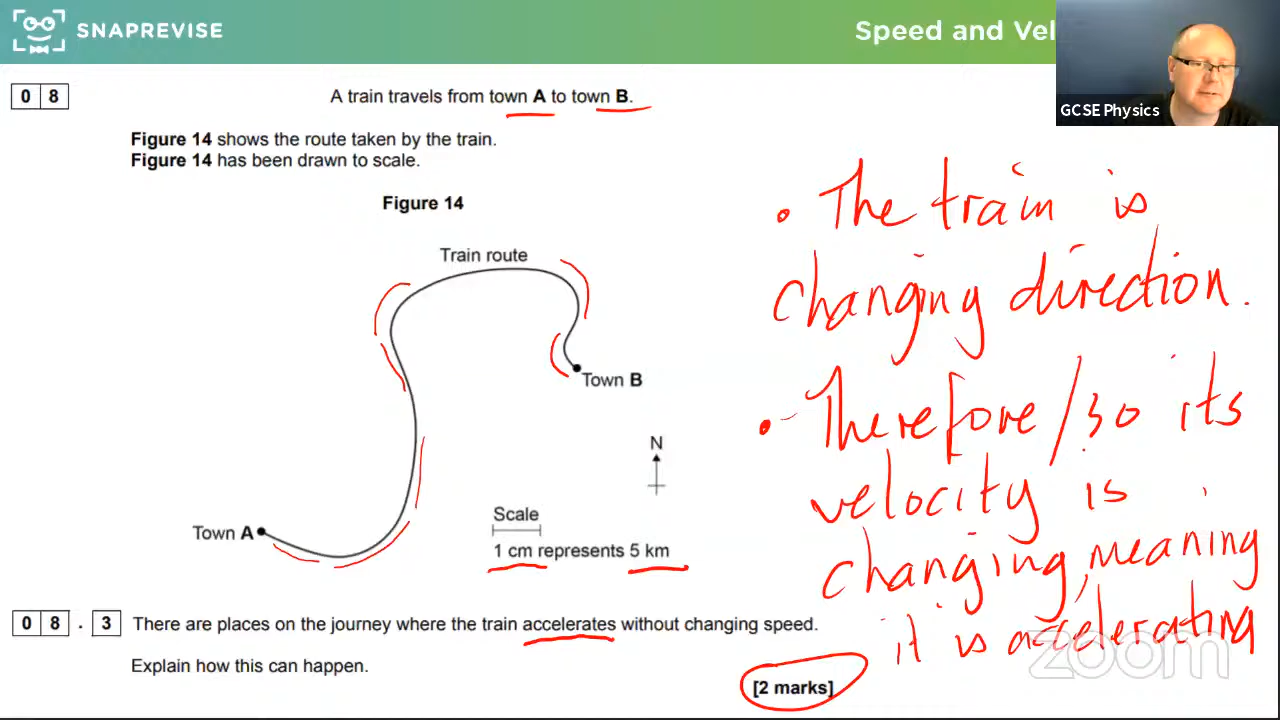 SNAPREVISE
Speed and Vel
GCSE Physics
0 8
A train travels from town A to town B.
Figure 14 shows the route taken by the train.
Figure 14 has been drawn to scale.
Figure 14
Train route
Town B
N
Town A
Scale
1 cm represents 5 km
0 8 . 3 There are places on the journey where the train accelerates without changing speed.
Explain how this can happen.
[2 marks]
• The train is
changing direction.
• Therefore/so its
velocity is
changing, meaning
it is accelerating
zoom